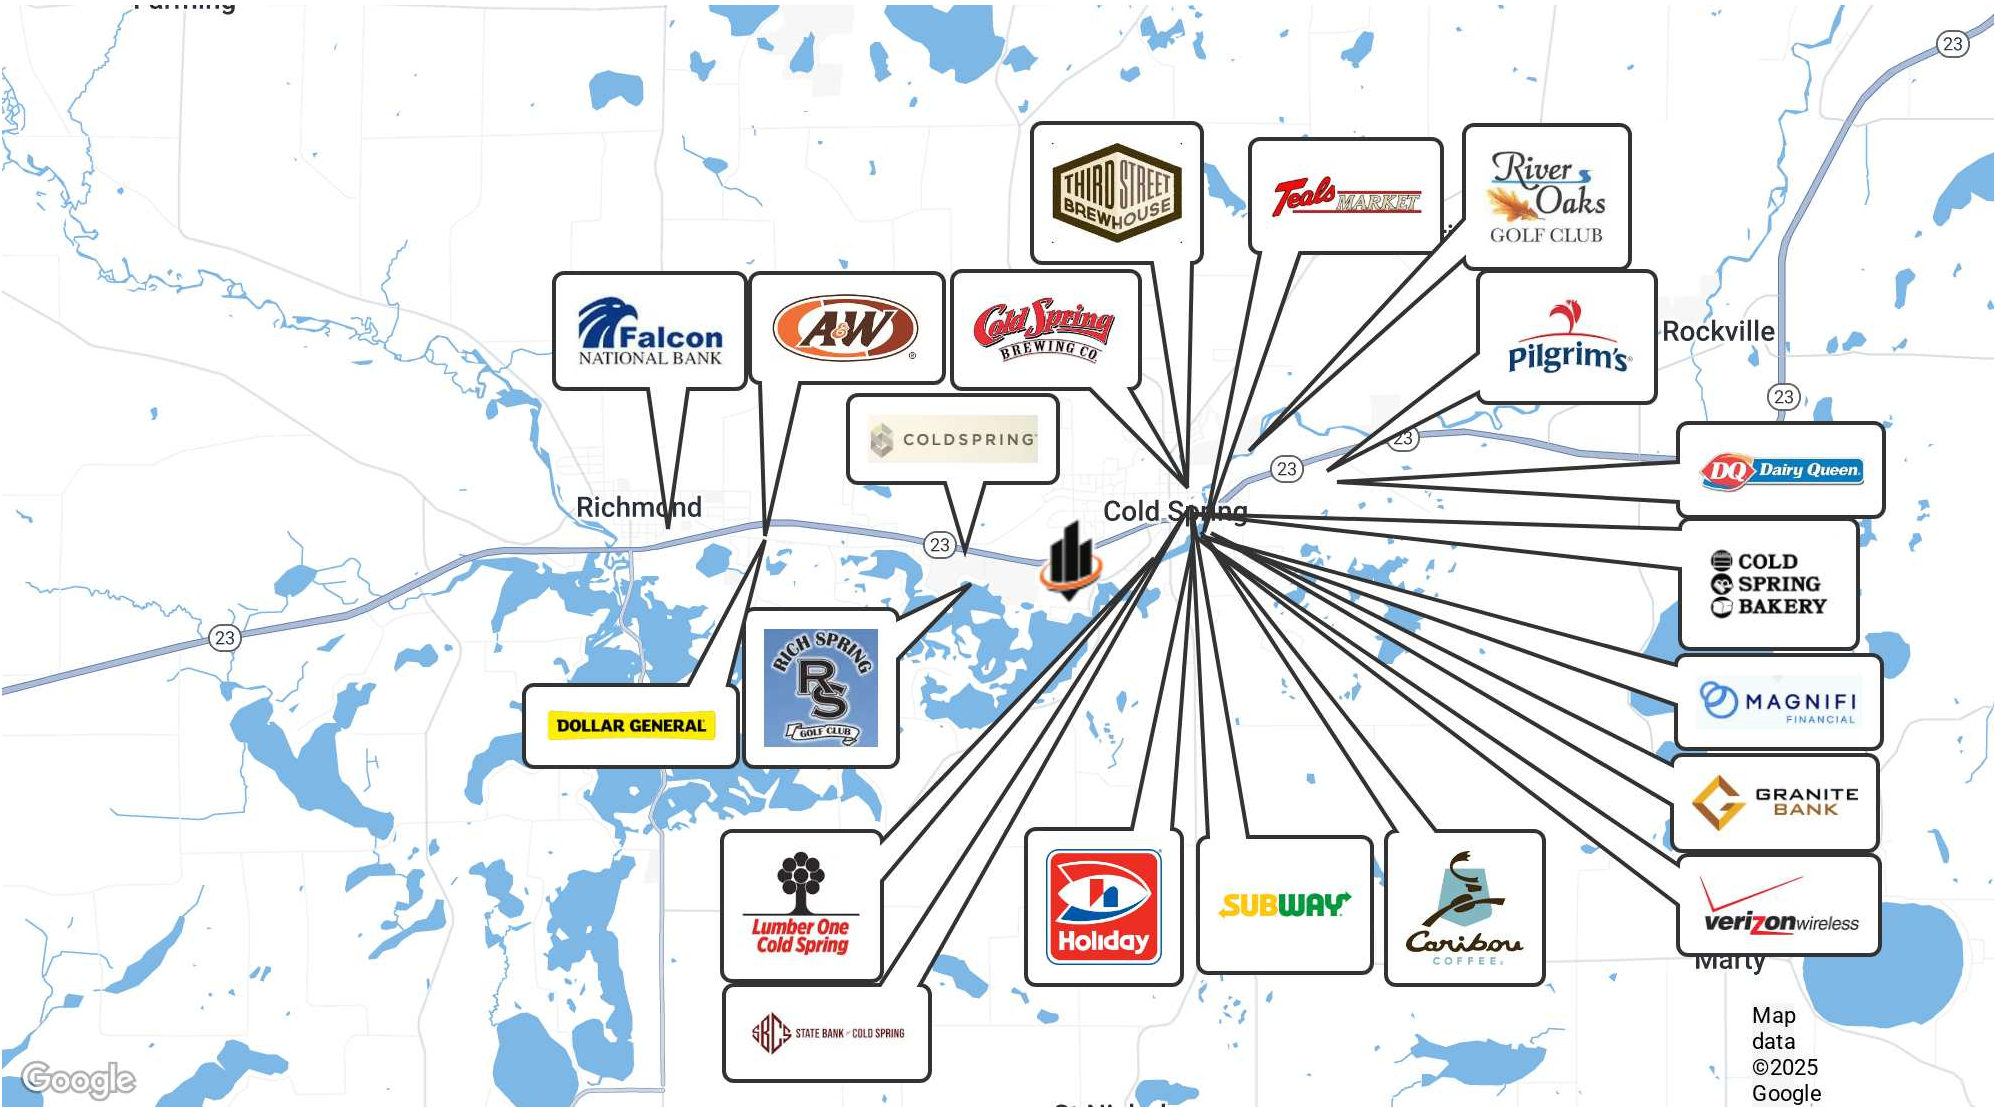 Farming
23
THIRD STREET
BREWHOUSE
Teals MARKET
River
Oaks
GOLF CLUB
Falcon
NATIONAL BANK
A&W
®
Cold Spring
BREWING CO.
Pilgrim's®
Rockville
23
COLDSPRING
23
DQ Dairy Queen
23
Richmond
Cold Spring
23
COLD
SPRING
BAKERY
RICH SPRING
RS
GOLF CLUB
23
MAGNIFI
FINANCIAL
DOLLAR GENERAL
GRANITE
BANK
Lumber One
Cold Spring
Holiday
SUBWAY
Caribou
COFFEE
verizonwireless
Marty
SBCS STATE BANK OF COLD SPRING
Map
data
©2025
Google
Google